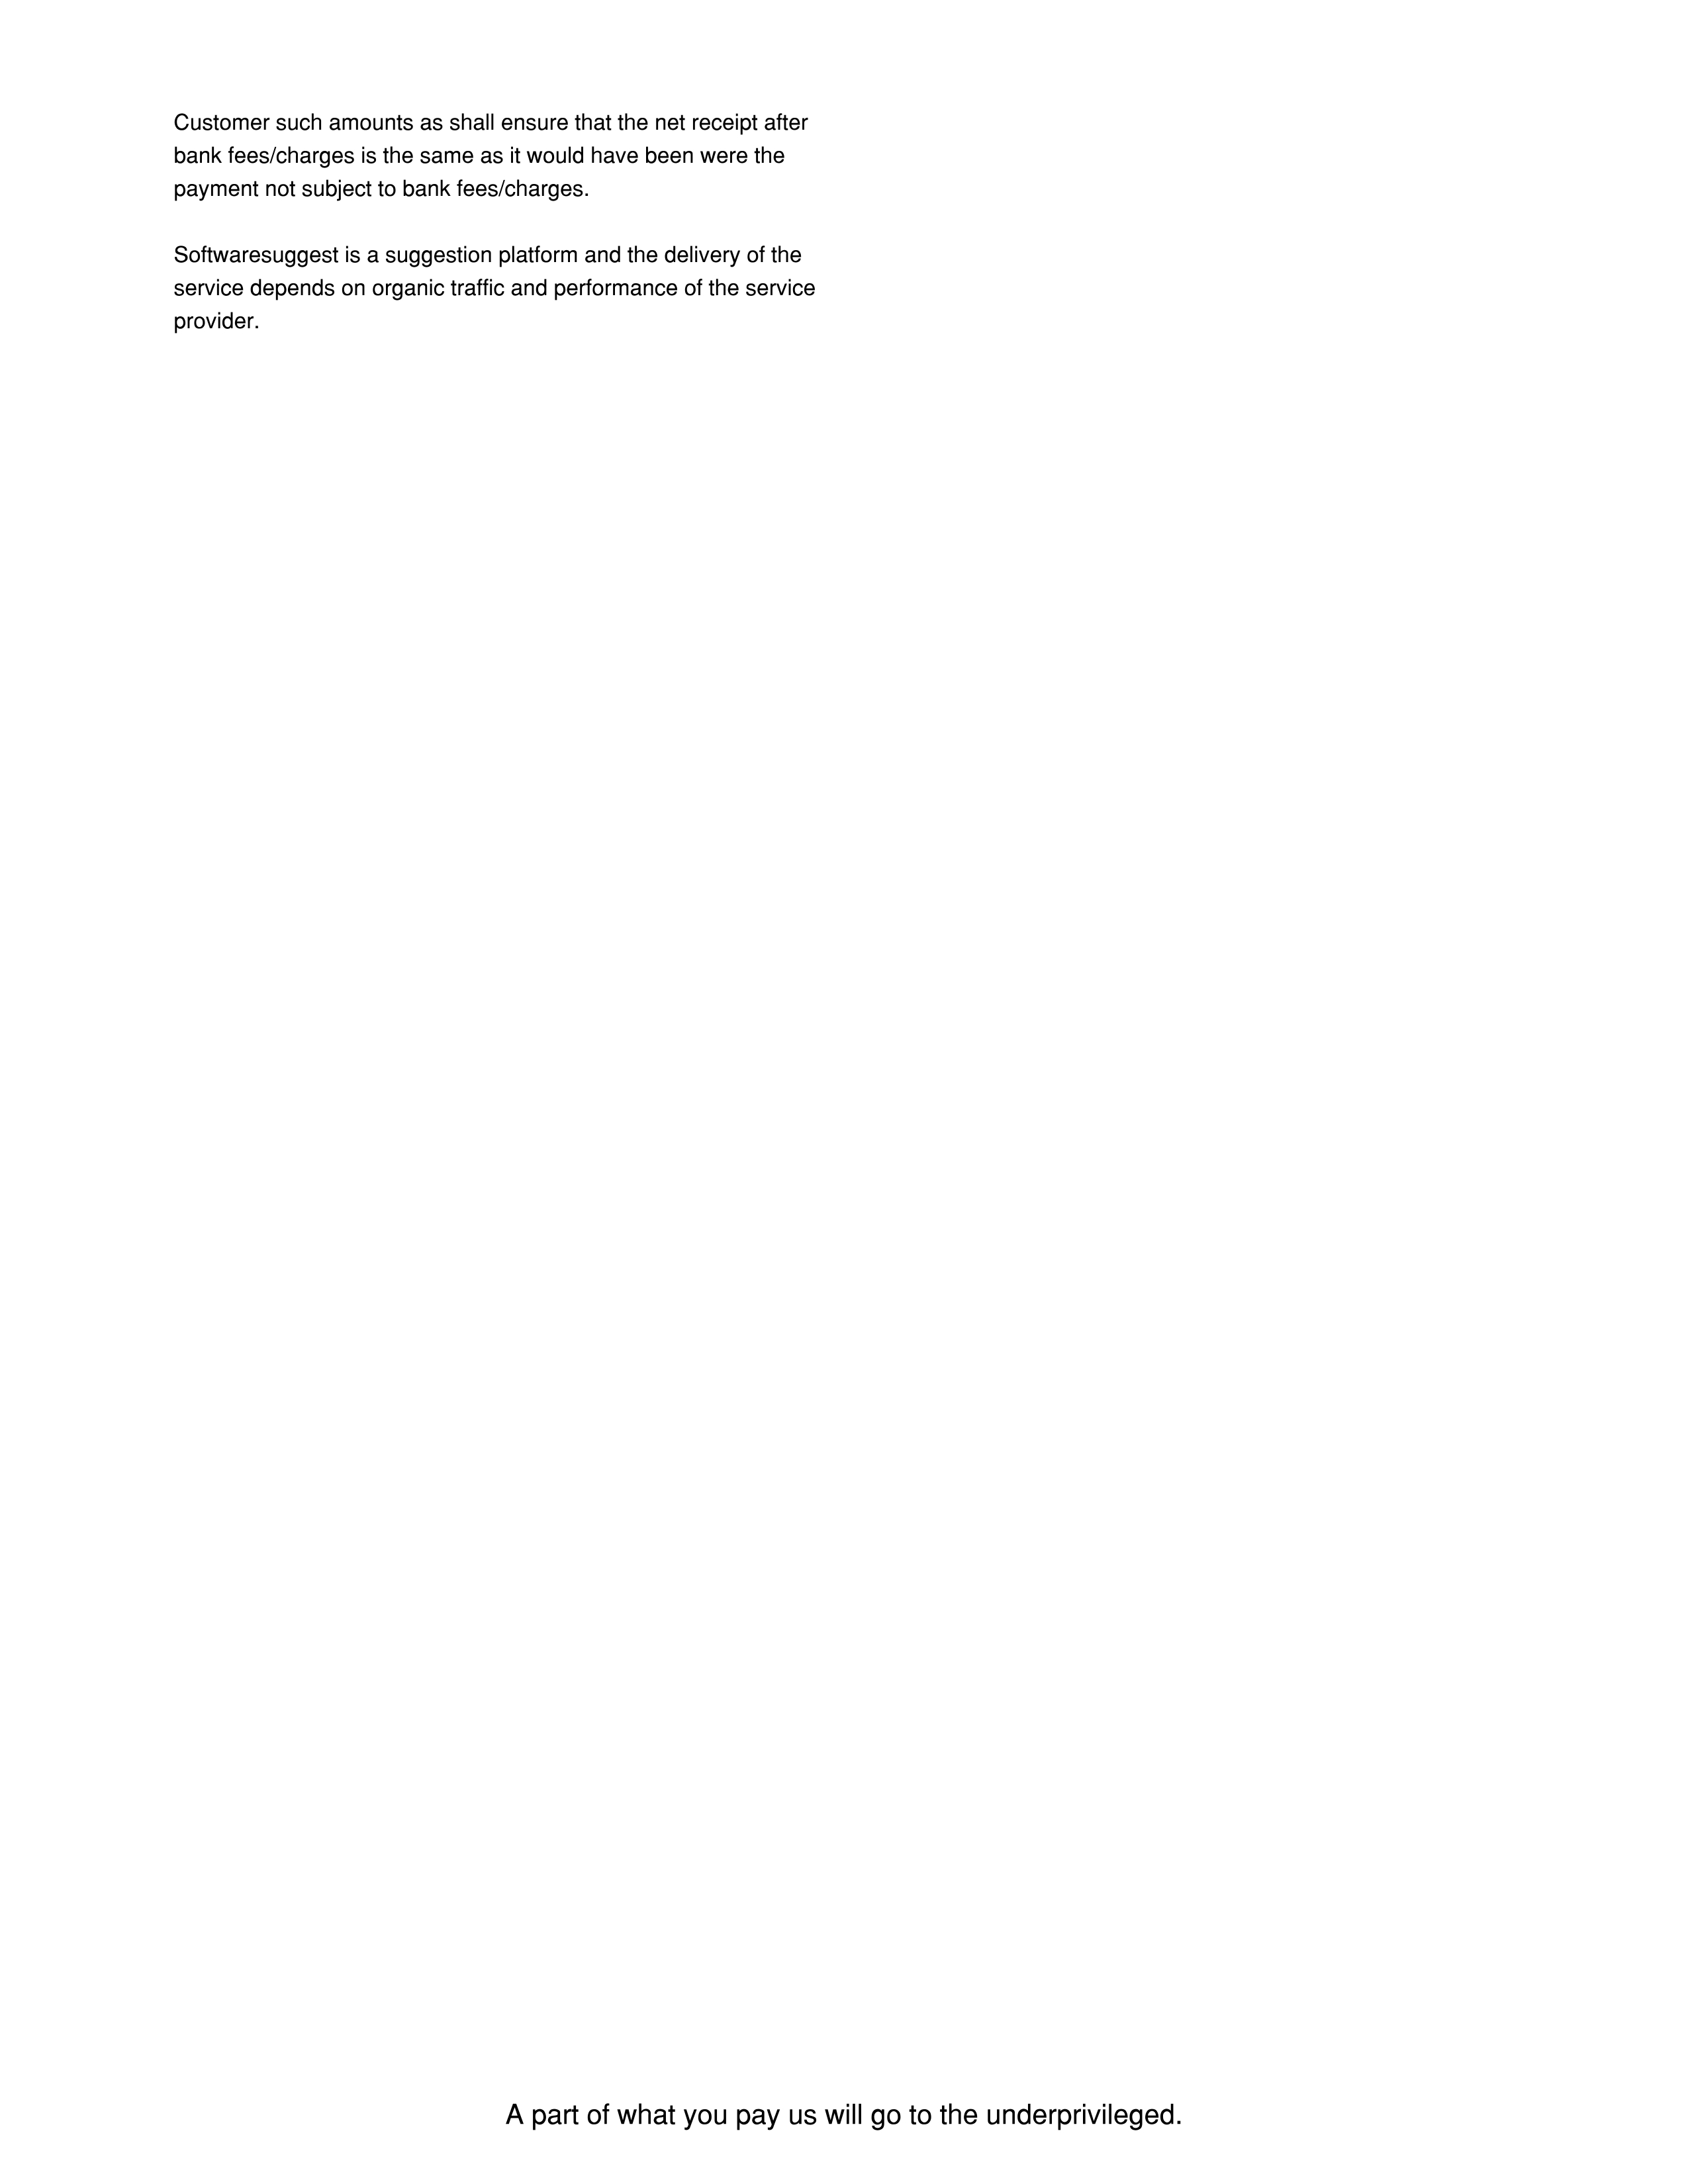 Customer such amounts as shall ensure that the net receipt after
bank fees/charges is the same as it would have been were the
payment not subject to bank fees/charges.
Softwaresuggest is a suggestion platform and the delivery of the
service depends on organic traffic and performance of the service
provider.
A part of what you pay us will go to the underprivileged.